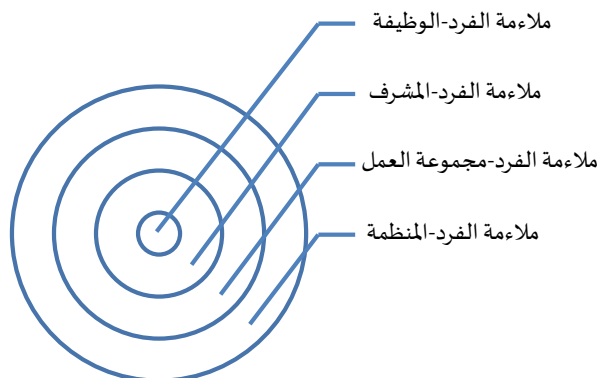 ملاءمة الفرد-الوظيفة
ملاءمة الفرد-المشرف
ملاءمة الفرد-مجموعة العمل
ملاءمة الفرد-المنظمة